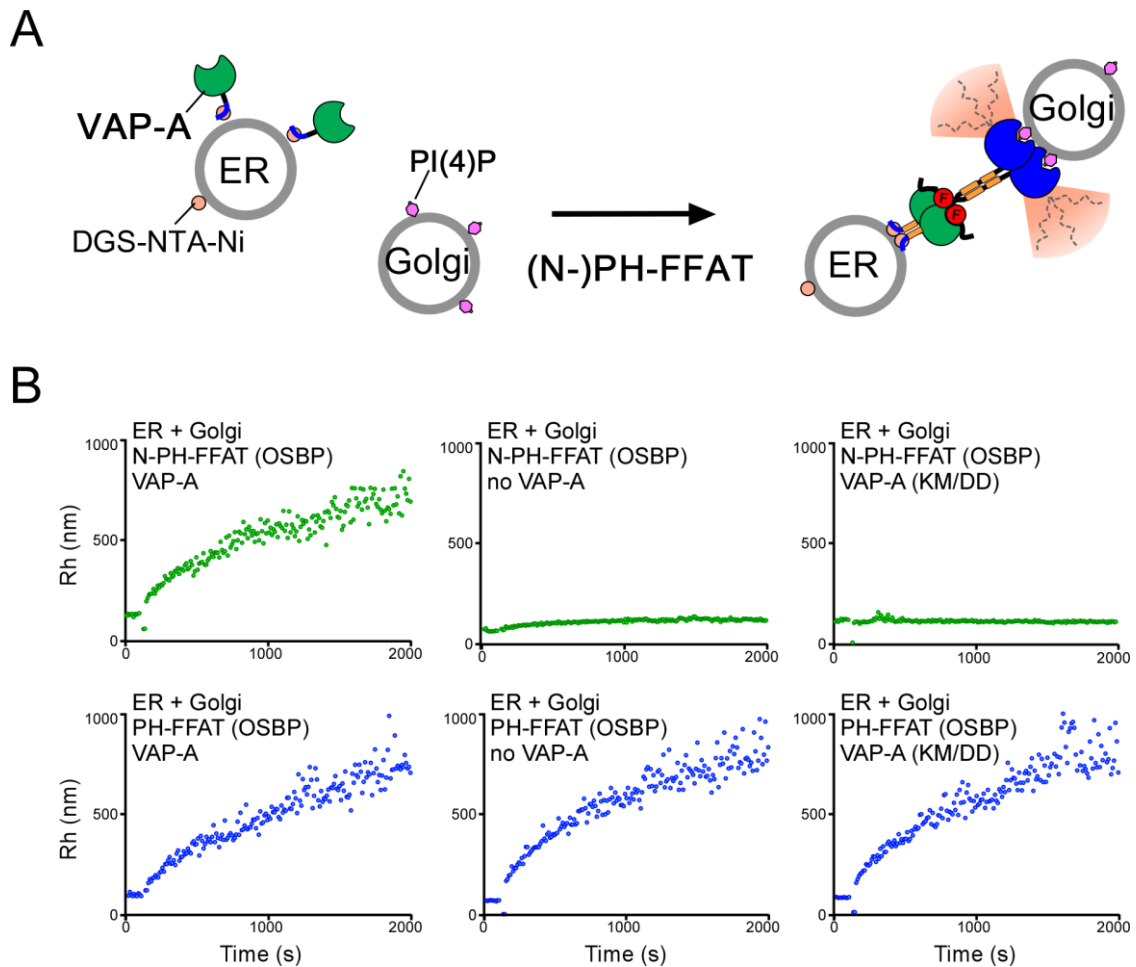 A
VAP-A
ER
DGS-NTA-Ni
PI(4)P
Golgi
(N-)PH-FFAT
Golgi
F
F
ER
B
ER + Golgi
N-PH-FFAT (OSBP)
VAP-A
1000
500
0
Rh (nm)
0
1000
2000
ER + Golgi
N-PH-FFAT (OSBP)
no VAP-A
1000
500
0
0
1000
2000
ER + Golgi
N-PH-FFAT (OSBP)
VAP-A (KM/DD)
1000
500
0
0
1000
2000
ER + Golgi
PH-FFAT (OSBP)
VAP-A
1000
500
0
Rh (nm)
0
1000
2000
Time (s)
ER + Golgi
PH-FFAT (OSBP)
no VAP-A
1000
500
0
0
1000
2000
Time (s)
ER + Golgi
PH-FFAT (OSBP)
VAP-A (KM/DD)
1000
500
0
0
1000
2000
Time (s)